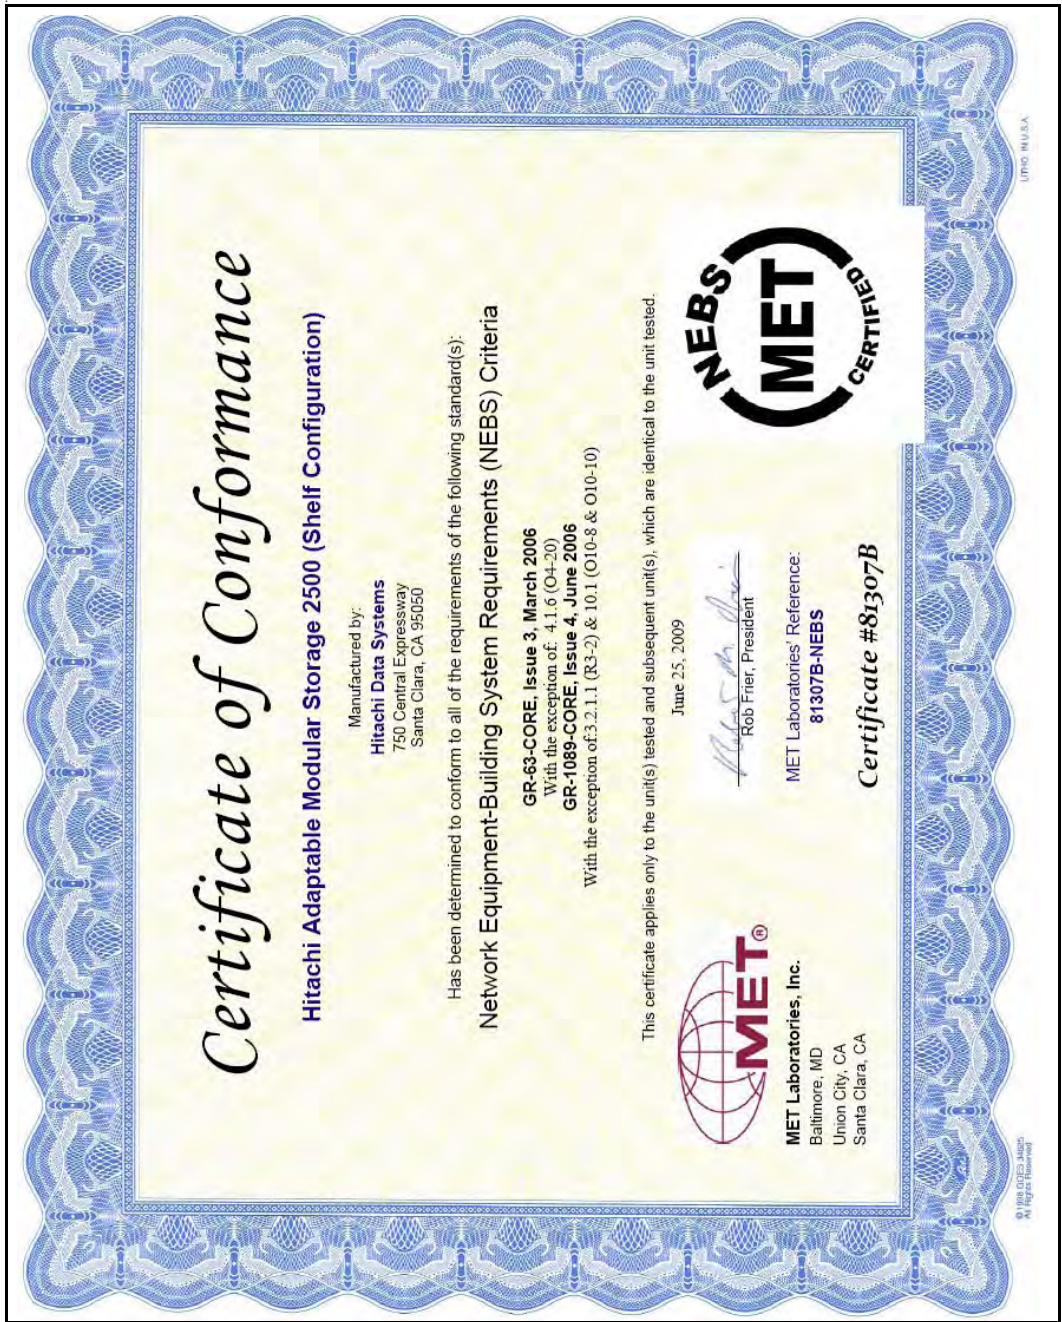 Certificate of Conformance
Hitachi Adaptable Modular Storage 2500 (Shelf Configuration)
Manufactured by:
Hitachi Data Systems
750 Central Expressway
Santa Clara, CA 95050
Has been determined to conform to all of the requirements of the following standard(s):
Network Equipment-Building System Requirements (NEBS) Criteria
GR-63-CORE, Issue 3, March 2006
With the exception of: 4.1.6 (O4-20)
GR-1089-CORE, Issue 4, June 2006
With the exception of:3.2.1.1 (R3-2) & 10.1 (O10-8 & O10-10)
This certificate applies only to the unit(s) tested and subsequent unit(s), which are identical to the unit tested.
June 25, 2009
MET®
MET Laboratories, Inc.
Baltimore, MD
Union City, CA
Santa Clara, CA
Rob Frier, President
MET Laboratories' Reference:
81307B-NEBS
Certificate #81307B
NEBS
MET
CERTIFIED
© 1998 GOES 34625
All Rights Reserved
LITHO. IN U.S.A.